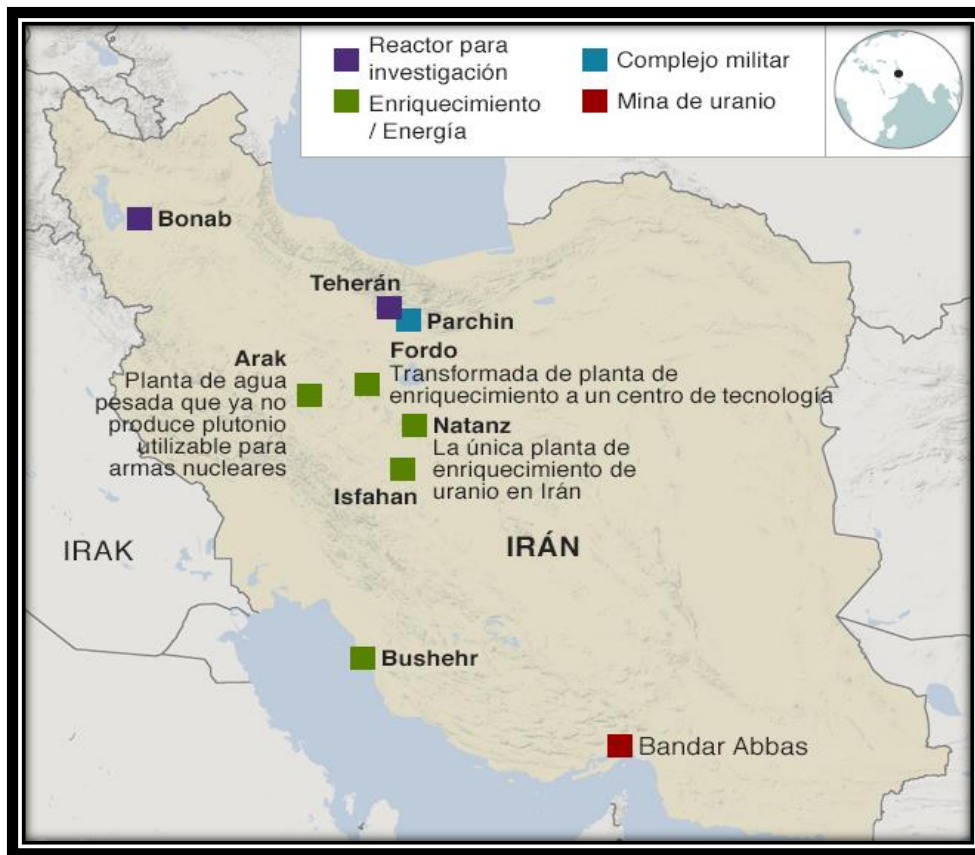 Reactor para
investigación
Enriquecimiento
/ Energía
Complejo militar
Mina de uranio
Bonab
Teherán
Parchin
Arak
Planta de agua
pesada que ya no
produce plutonio
utilizable para
armas nucleares
Fordo
Transformada de planta de
enriquecimiento a un centro de tecnología
Natanz
La única planta de
enriquecimiento de
uranio en Irán
Isfahan
IRAK
IRÁN
Bushehr
Bandar Abbas